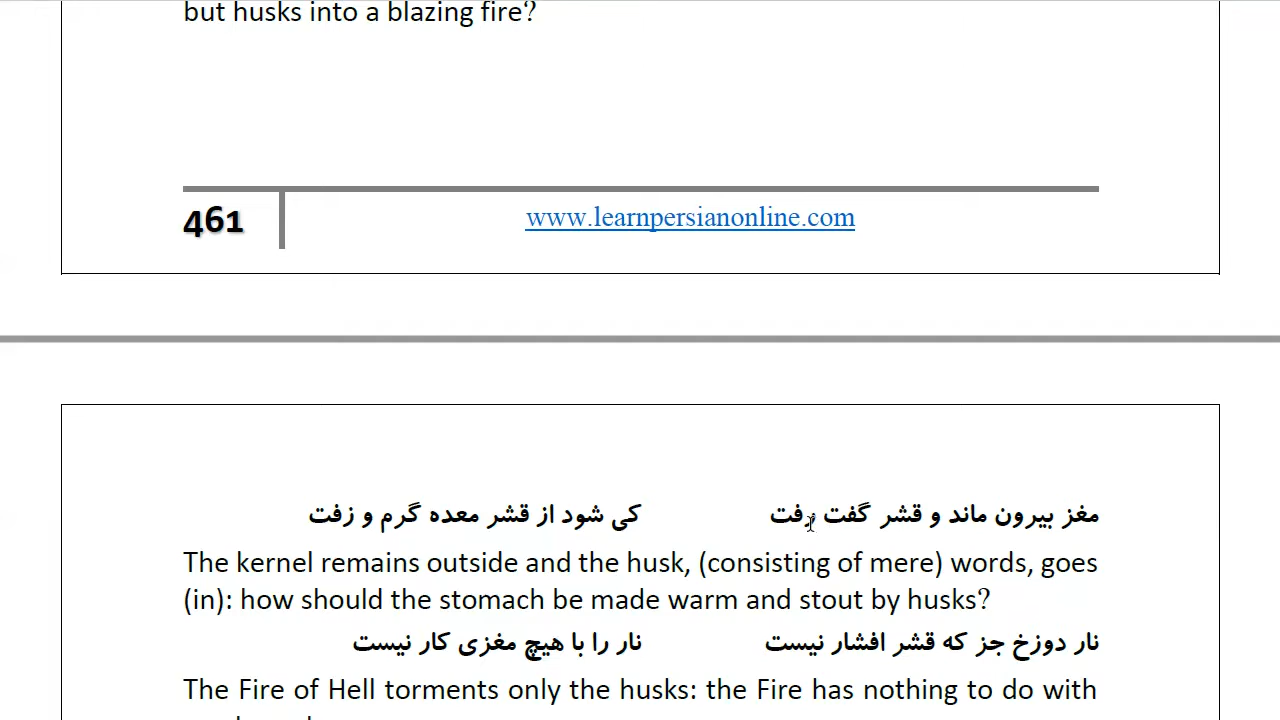 but husks into a blazing fire?
461
www.learnpersianonline.com
مغز بیرون ماند و قشر گفت رفت کی شود از قشر معده گرم و زفت
The kernel remains outside and the husk, (consisting of mere) words, goes
(in): how should the stomach be made warm and stout by husks?
نار دوزخ جز که قشر افشار نیست نار را با هیچ مغزی کار نیست
The Fire of Hell torments only the husks: the Fire has nothing to do with